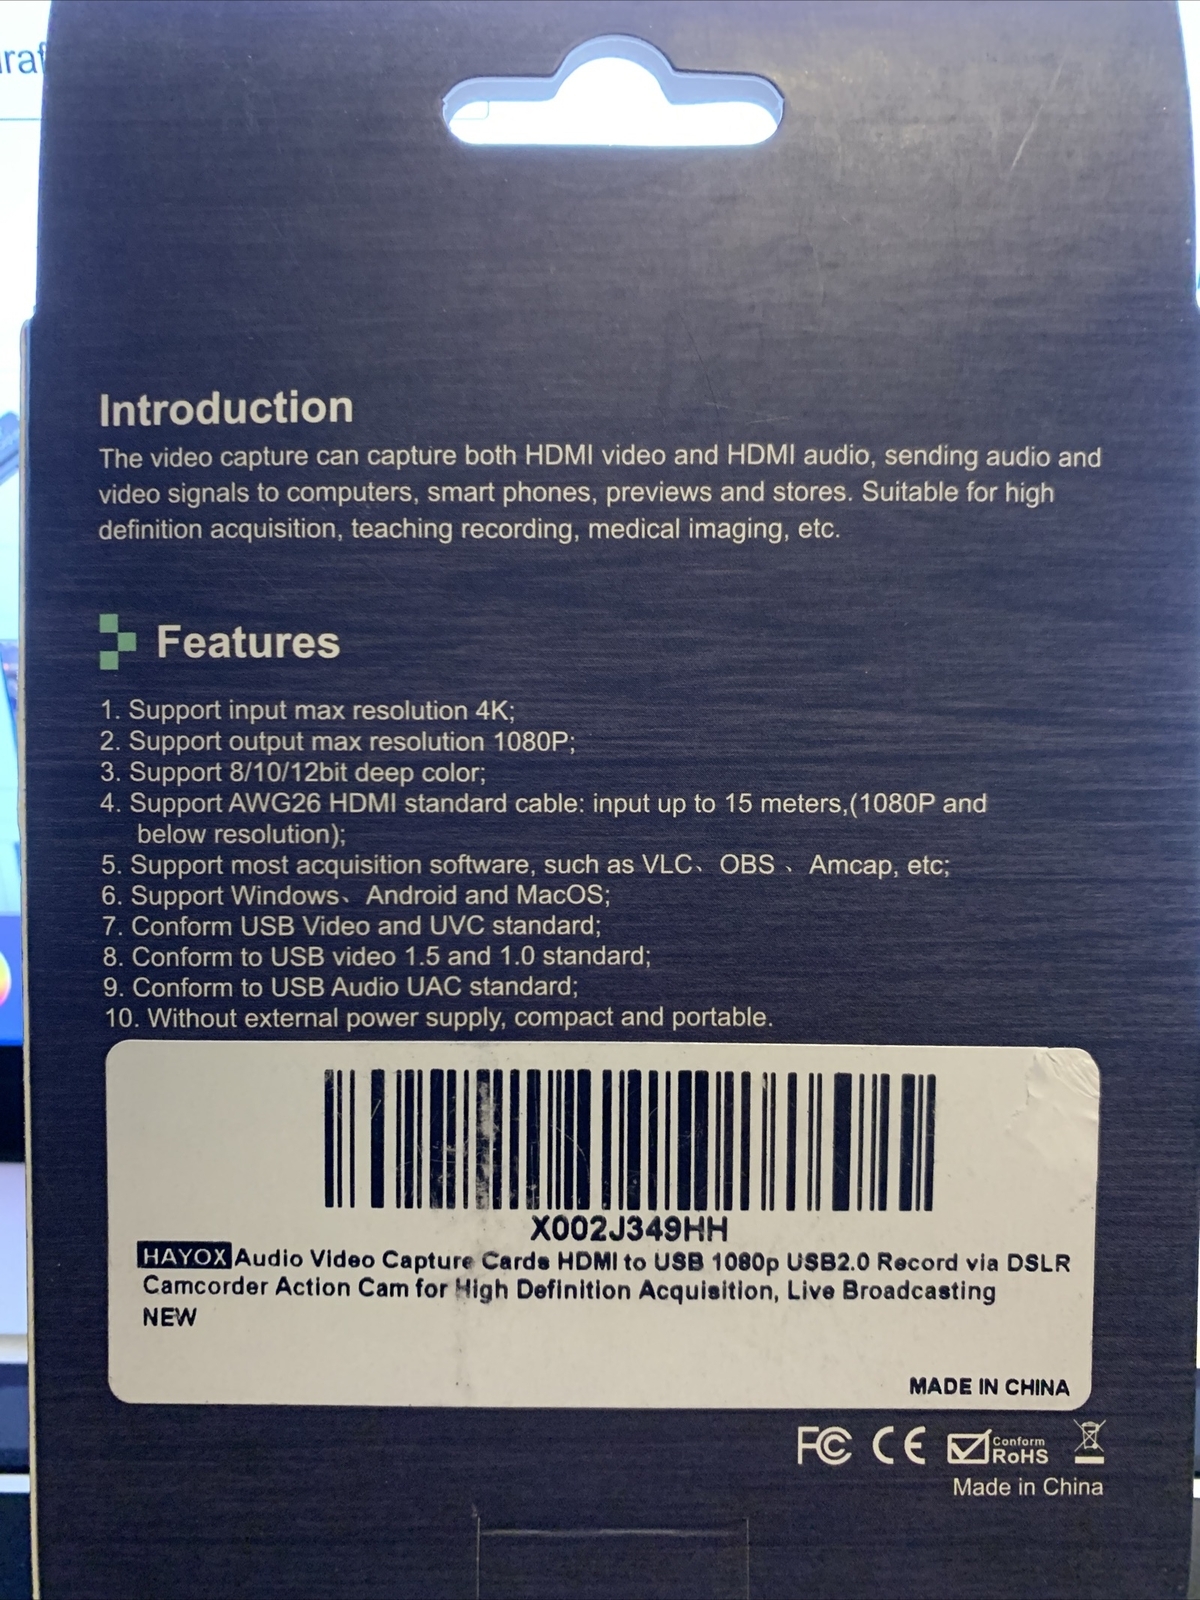 Introduction
The video capture can capture both HDMI video and HDMI audio, sending audio and
video signals to computers, smart phones, previews and stores. Suitable for high
definition acquisition, teaching recording, medical imaging, etc.
Features
1. Support input max resolution 4K;
2. Support output max resolution 1080P;
3. Support 8/10/12bit deep color;
4. Support AWG26 HDMI standard cable: input up to 15 meters,(1080P and
below resolution);
5. Support most acquisition software, such as VLC、OBS 、Amcap, etc;
6. Support Windows、Android and MacOS;
7. Conform USB Video and UVC standard;
8. Conform to USB video 1.5 and 1.0 standard;
9. Conform to USB Audio UAC standard;
10. Without external power supply, compact and portable.
X002J349HH
HAYOX Audio Video Capture Cards HDMI to USB 1080p USB2.0 Record via DSLR
Camcorder Action Cam for High Definition Acquisition, Live Broadcasting
NEW
MADE IN CHINA
FC CE Conform
RoHS
Made in China